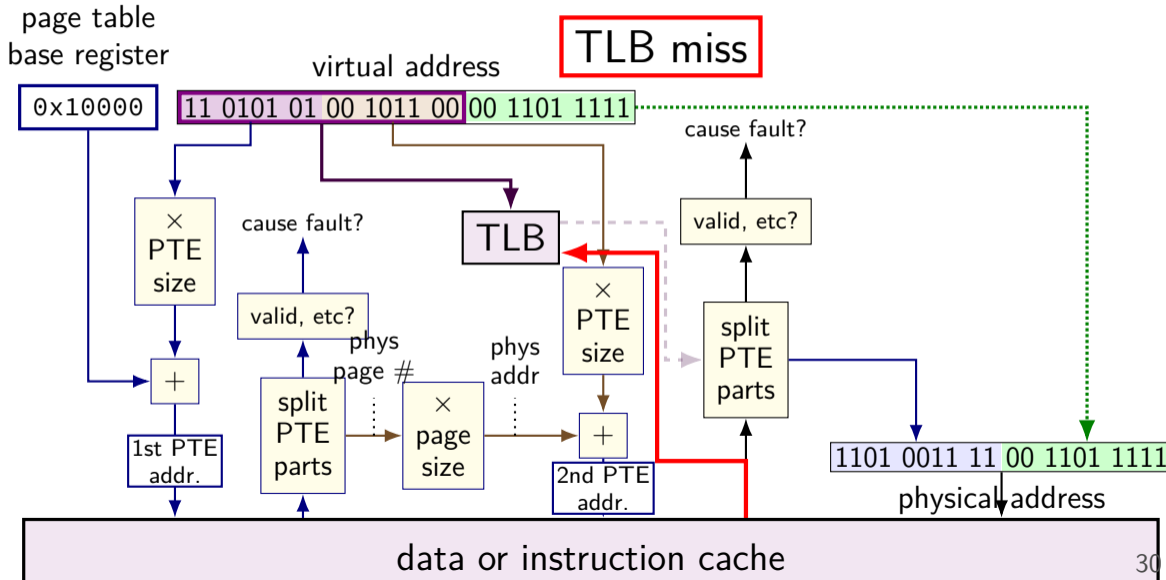 page table
base register
0x10000
virtual address
11 0101 01 00 1011 00 00 1101 1111
TLB miss
cause fault?
valid, etc?
×
PTE
size
cause fault?
TLB
valid, etc?
×
PTE
size
split
PTE
parts
phys
page #
phys
addr
+
split
PTE
parts
×
page
size
+
1st PTE
addr.
2nd PTE
addr.
1101 0011 11 00 1101 1111
physical address
data or instruction cache
30